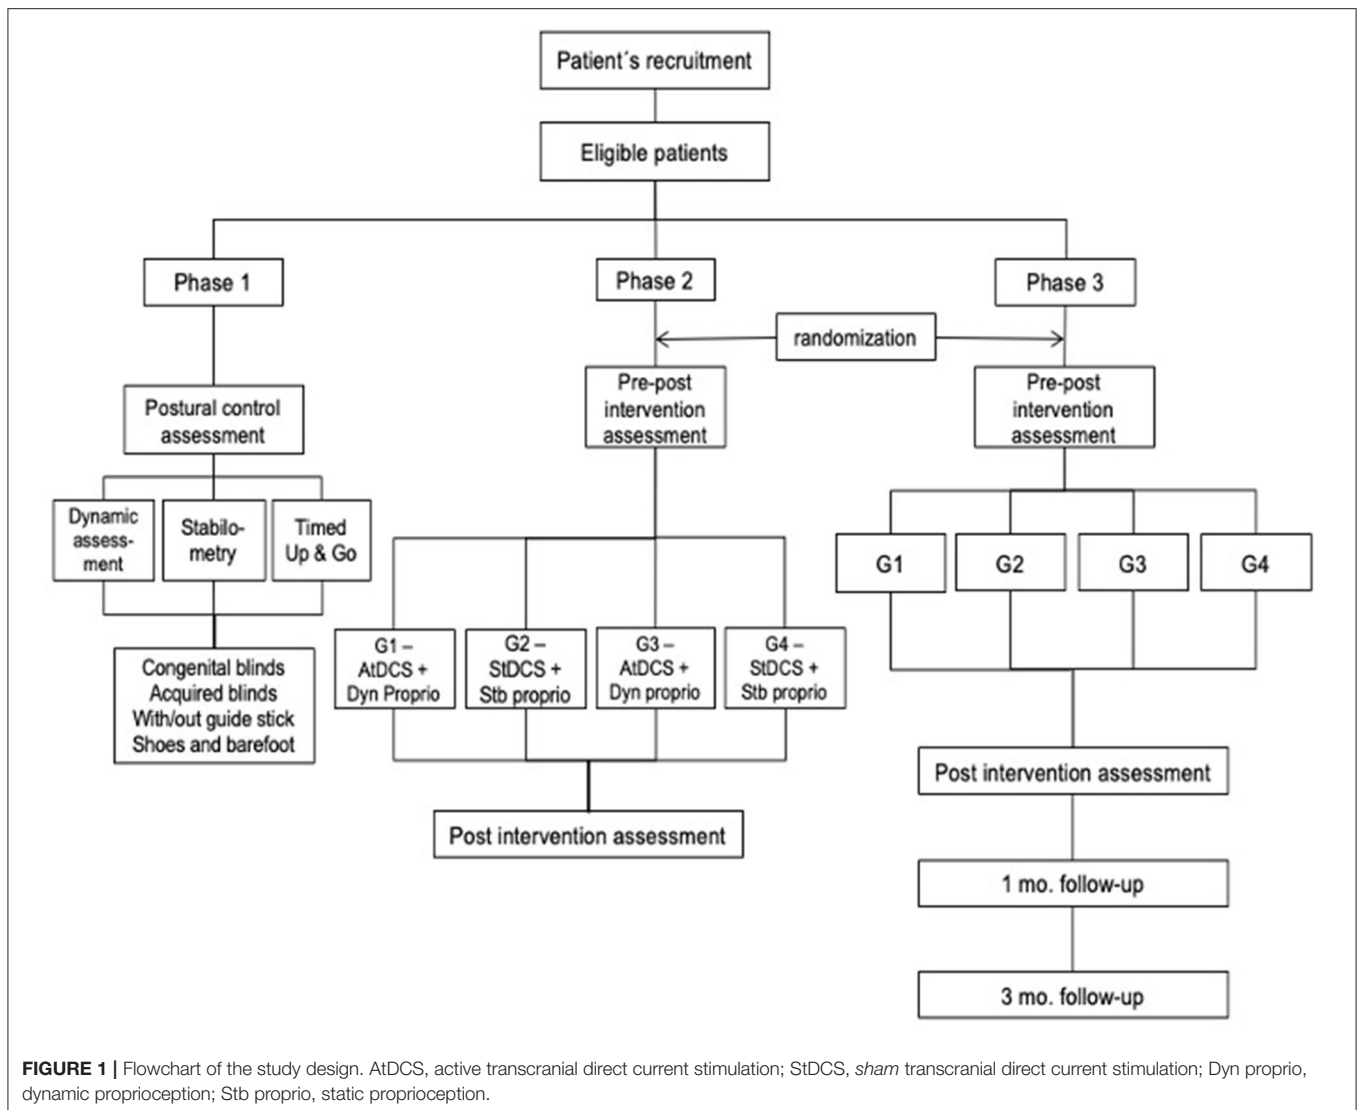 Patient´s recruitment
Eligible patients
Phase 1
Phase 2
Phase 3
randomization
Postural control
assessment
Pre-post
intervention
assessment
Pre-post
intervention
assessment
Dynamic
assess-
ment
Stabilo-
metry
Timed
Up & Go
Congenital blinds
Acquired blinds
With/out guide stick
Shoes and barefoot
G1 –
AtDCS +
Dyn Proprio
G2 –
StDCS +
Stb proprio
G3 –
AtDCS +
Dyn proprio
G4 –
StDCS +
Stb proprio
Post intervention assessment
G1
G2
G3
G4
Post intervention assessment
1 mo. follow-up
3 mo. follow-up
FIGURE 1 | Flowchart of the study design. AtDCS, active transcranial direct current stimulation; StDCS, sham transcranial direct current stimulation; Dyn proprio,
dynamic proprioception; Stb proprio, static proprioception.